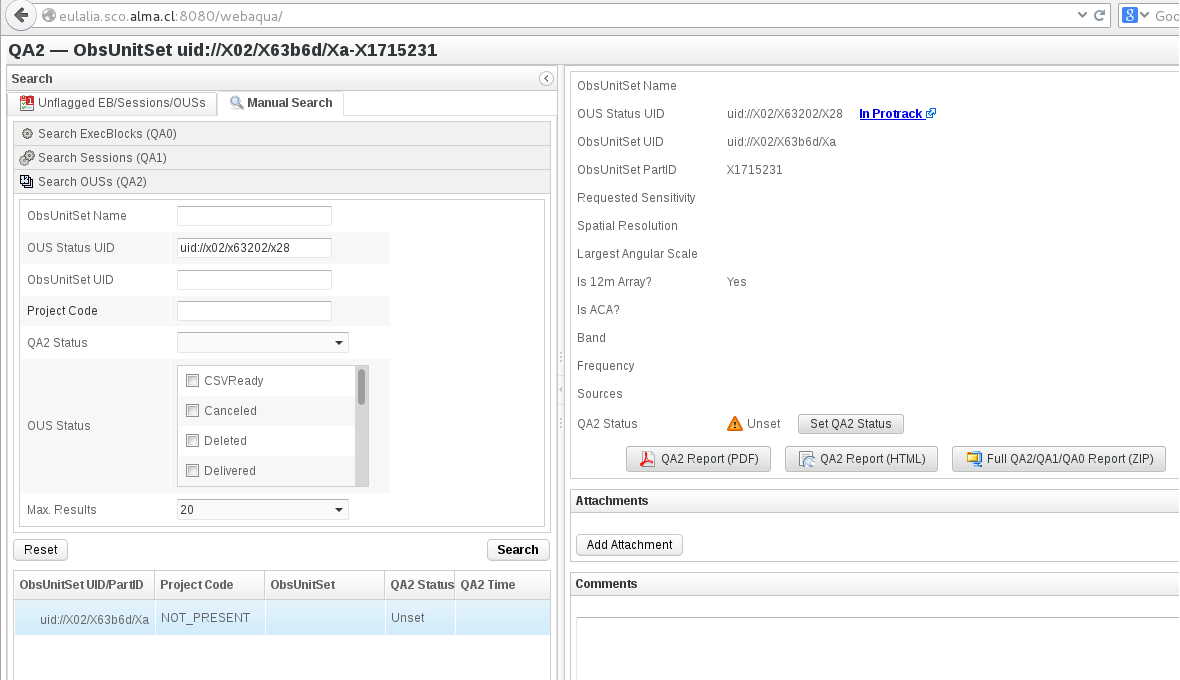 eulalia.sco.alma.cl:8080/webaqua/
8
Goo
QA2 — ObsUnitSet uid://X02/X63b6d/Xa-X1715231
Search
Unflagged EB/Sessions/OUSs
Manual Search
Search ExecBlocks (QA0)
Search Sessions (QA1)
Search OUSs (QA2)
ObsUnitSet Name
OUS Status UID
uid://x02/x63202/x28
ObsUnitSet UID
Project Code
QA2 Status
OUS Status
CSVReady
Canceled
Deleted
Delivered
Max. Results
20
Reset
Search
ObsUnitSet UID/PartID
Project Code
ObsUnitSet
QA2 Status
QA2 Time
uid://X02/X63b6d/Xa
NOT_PRESENT
Unset
ObsUnitSet Name
OUS Status UID
uid://X02/X63202/X28
In Protrack
ObsUnitSet UID
uid://X02/X63b6d/Xa
ObsUnitSet PartID
X1715231
Requested Sensitivity
Spatial Resolution
Largest Angular Scale
Is 12m Array?
Yes
Is ACA?
Band
Frequency
Sources
QA2 Status
Unset
Set QA2 Status
QA2 Report (PDF)
QA2 Report (HTML)
Full QA2/QA1/QA0 Report (ZIP)
Attachments
Add Attachment
Comments